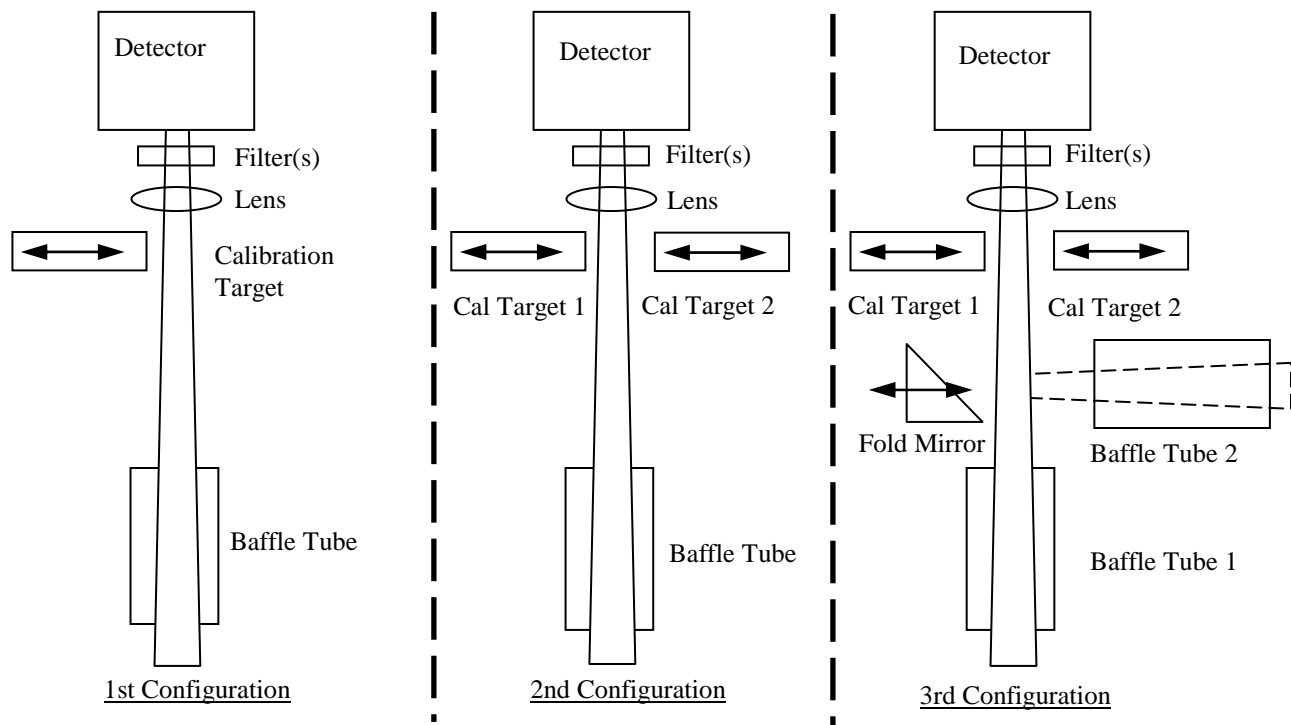 Detector
Filter(s)
Lens
Calibration
Target
Baffle Tube
1st Configuration
Detector
Filter(s)
Lens
Cal Target 1
Cal Target 2
Baffle Tube
2nd Configuration
Detector
Filter(s)
Lens
Cal Target 1
Cal Target 2
Fold Mirror
Baffle Tube 2
Baffle Tube 1
3rd Configuration